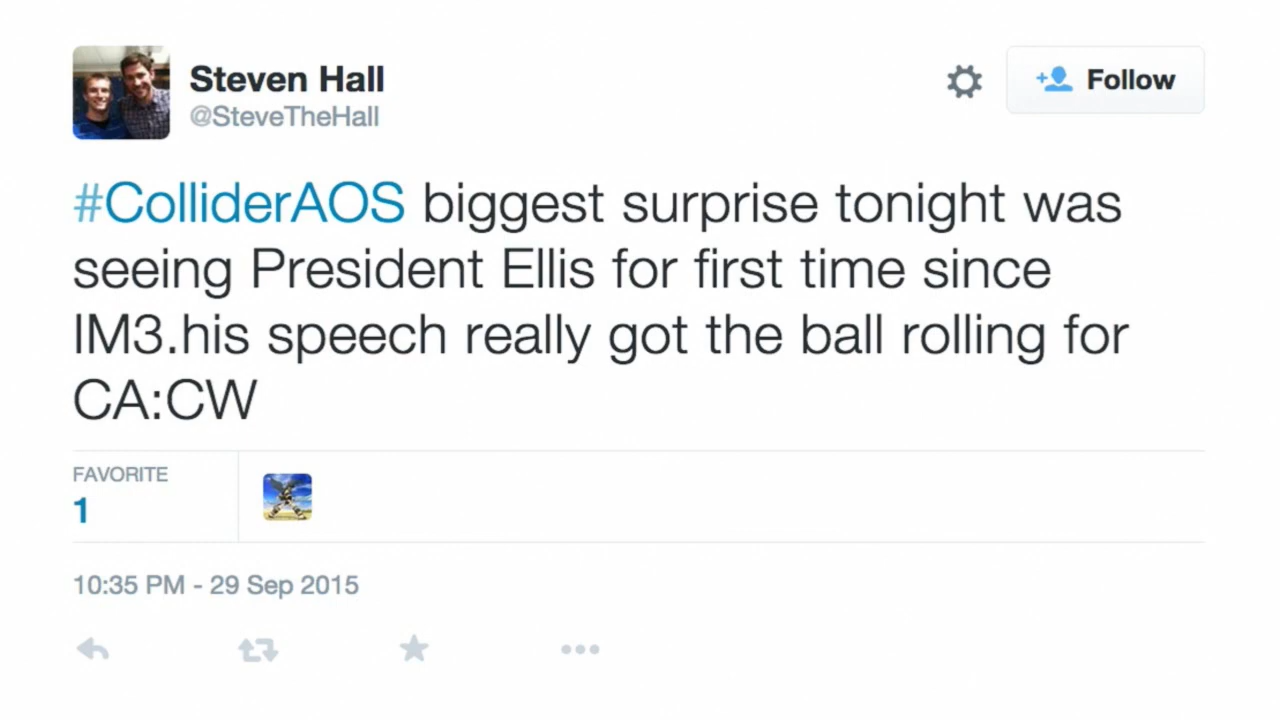 Steven Hall
@SteveTheHall
Follow
#ColliderAOS biggest surprise tonight was
seeing President Ellis for first time since
IM3.his speech really got the ball rolling for
CA:CW
FAVORITE
1
10:35 PM - 29 Sep 2015